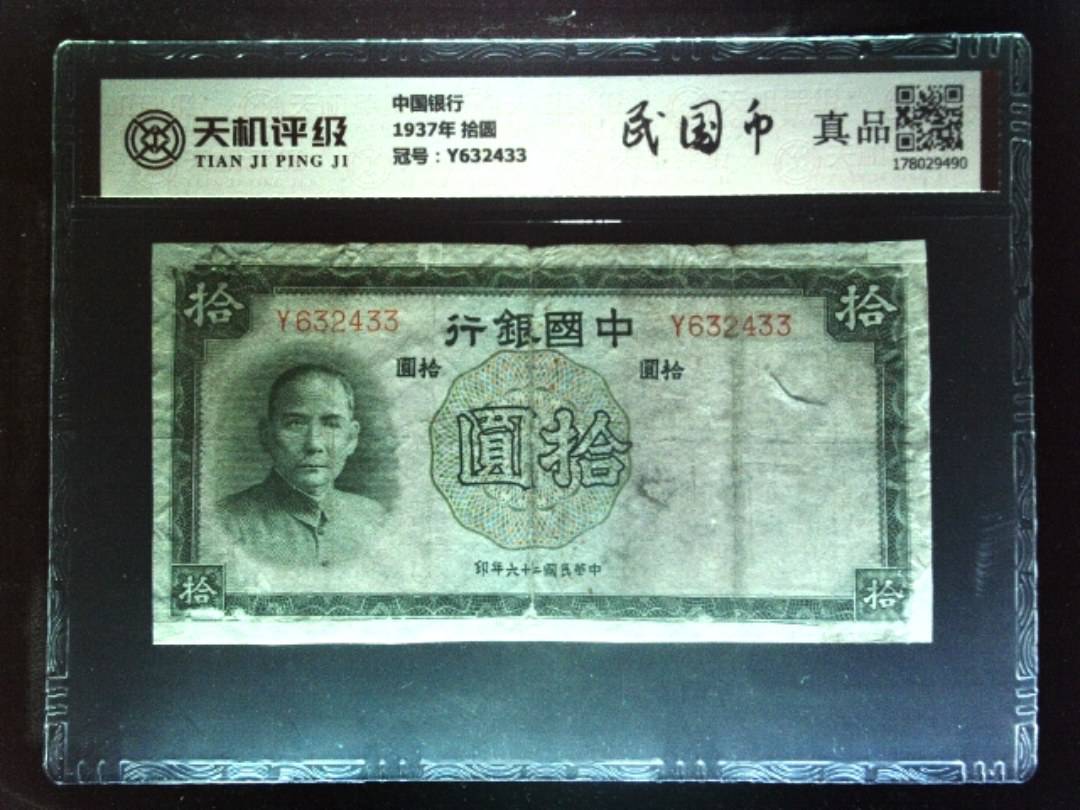 天机评级
TIAN JI PING JI
中国银行
1937年 拾圆
冠号：Y632433
民国币
真品
178029490
拾
拾
Y632433
中國銀行
Y632433
拾圓
拾圓
拾圓
中華民國二十六年印
拾
拾